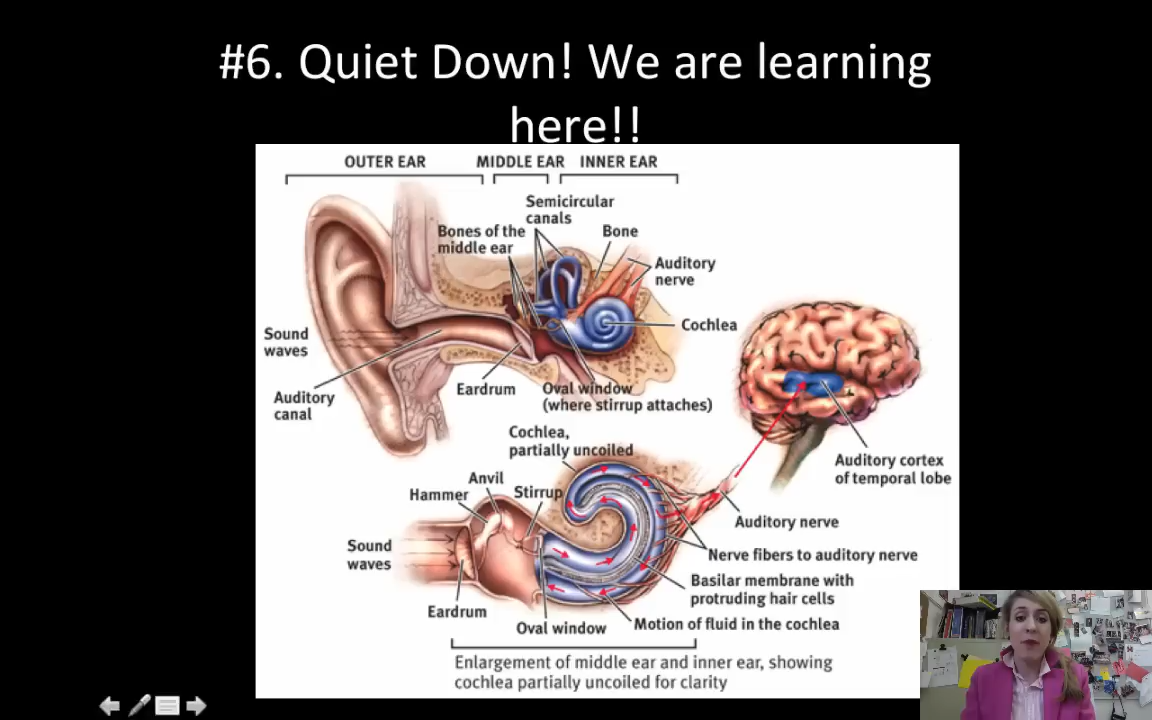 #6. Quiet Down! We are learning
here!!
OUTER EAR
MIDDLE EAR
INNER EAR
Semicircular
canals
Bones of the
middle ear
Bone
Auditory
nerve
Sound
waves
Cochlea
Auditory
canal
Eardrum
Oval window
(where stirrup attaches)
Cochlea,
partially uncoiled
Auditory cortex
of temporal lobe
Anvil
Hammer
Stirrup
Auditory nerve
Sound
waves
Nerve fibers to auditory nerve
Basilar membrane with
protruding hair cells
Eardrum
Oval window
Motion of fluid in the cochlea
Enlargement of middle ear and inner ear, showing
cochlea partially uncoiled for clarity